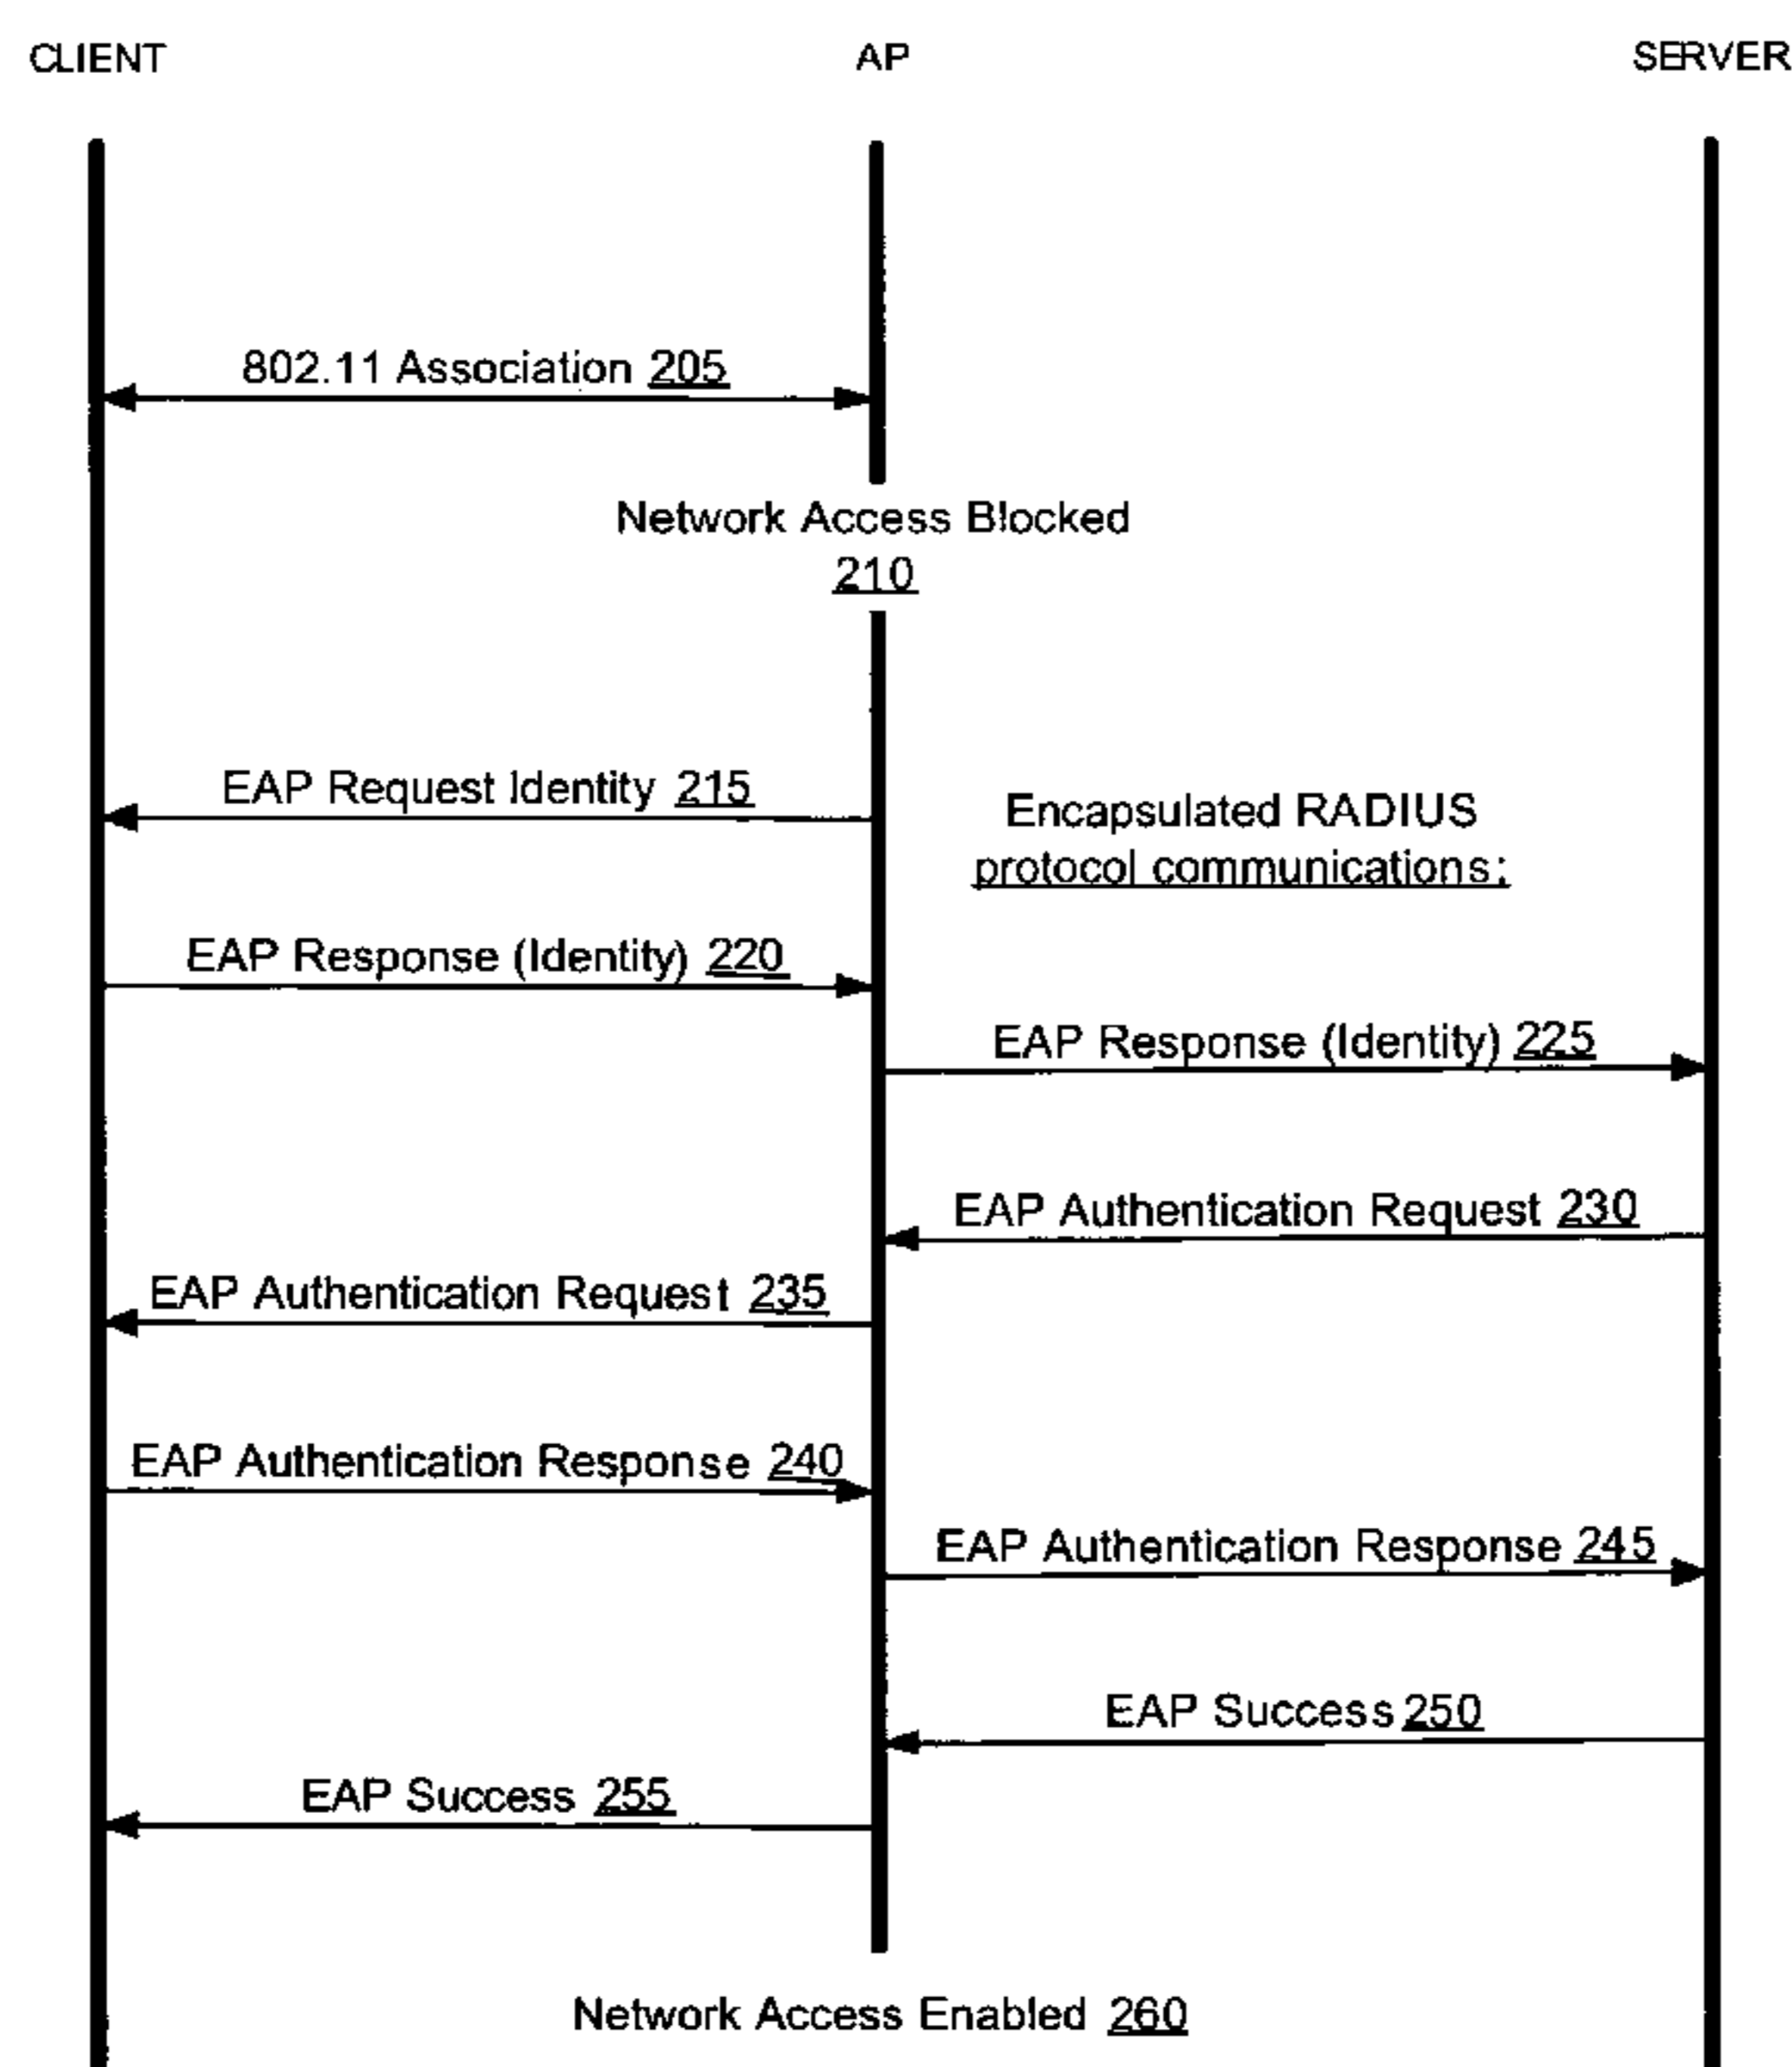 CLIENT AP SERVER
802.11 Association 205
Network Access Blocked
210
EAP Request Identity 215
Encapsulated RADIUS
protocol communications:
EAP Response (Identity) 220
EAP Response (Identity) 225
EAP Authentication Request 230
EAP Authentication Request 235
EAP Authentication Response 240
EAP Authentication Response 245
EAP Success 250
EAP Success 255
Network Access Enabled 260